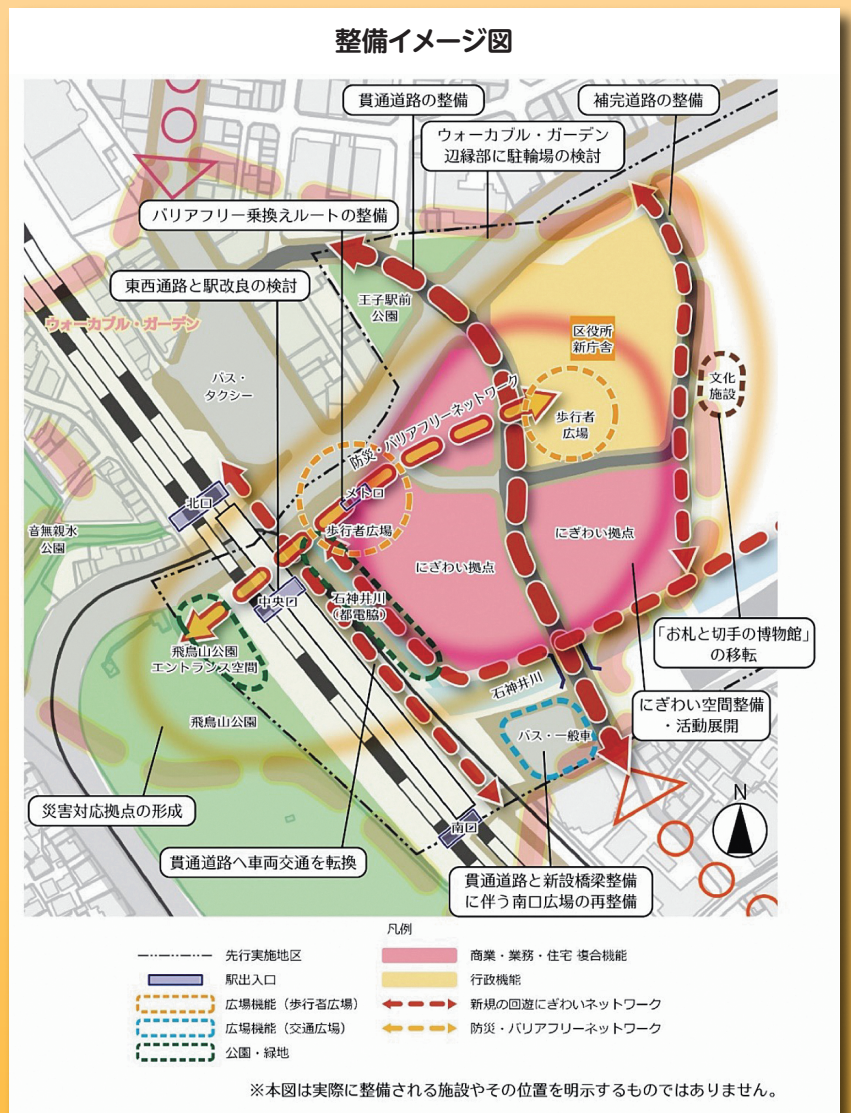 整備イメージ図
貫通道路の整備
補完道路の整備
ウォーカブル・ガーデン
辺縁部に駐輪場の検討
バリアフリー乗換えルートの整備
東西通路と駅改良の検討
王子駅前
公園
ウォーカブル・ガーデン
区役所
新庁舎
バス・
タクシー
文化
施設
防災・バリアフリーネットワーク
歩行者
広場
メトロ
北口
歩行者広場
音無親水
公園
にぎわい拠点
にぎわい拠点
中央口
石神井川
(都電脇)
飛鳥山公園
エントランス空間
「お札と切手の博物館」
の移転
石神井川
にぎわい空間整備
・活動展開
飛鳥山公園
バス・一般車
災害対応拠点の形成
N
南口
貫通道路へ車両交通を転換
貫通道路と新設橋梁整備
に伴う南口広場の再整備
凡例
先行実施地区
駅出入口
広場機能(歩行者広場)
広場機能(交通広場)
公園・緑地
商業・業務・住宅 複合機能
行政機能
新規の回遊にぎわいネットワーク
防災・バリアフリーネットワーク
※本図は実際に整備される施設やその位置を明示するものではありません。